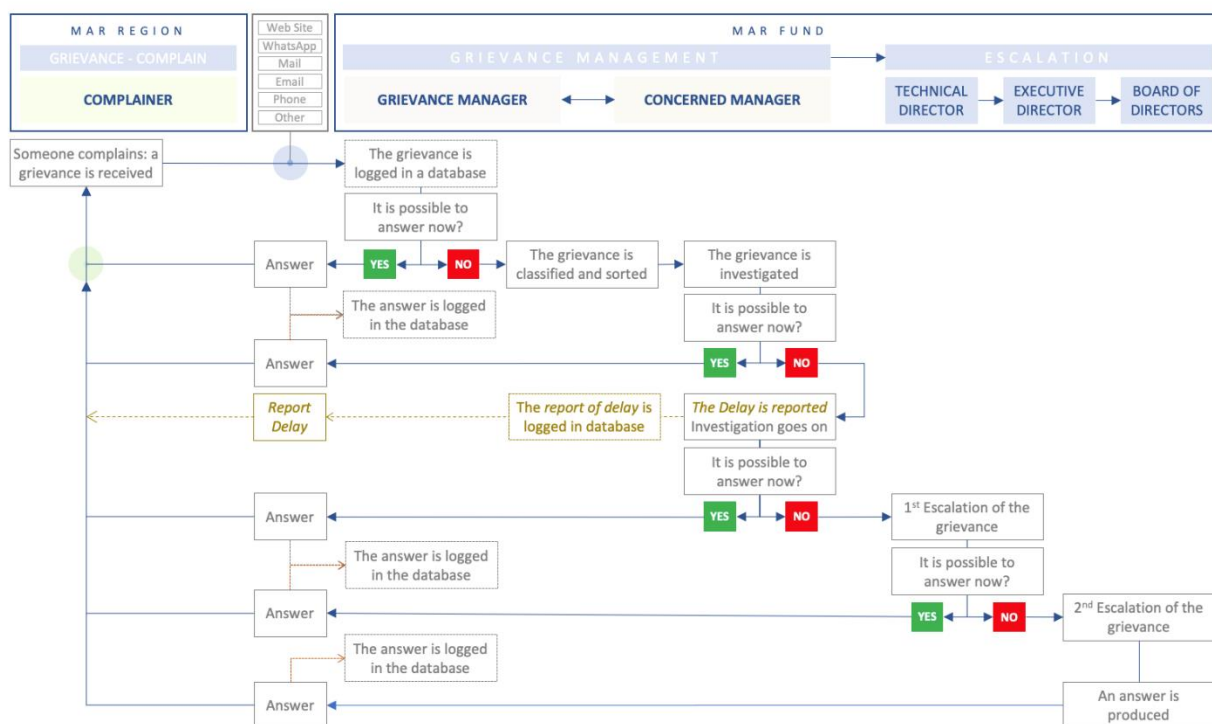 MAR REGION
GRIEVANCE - COMPLAIN
COMPLAINER
Web Site
WhatsApp
Mail
Email
Phone
Other
MAR FUND
GRIEVANCE MANAGEMENT
ESCALATION
GRIEVANCE MANAGER
CONCERNED MANAGER
TECHNICAL
DIRECTOR
EXECUTIVE
DIRECTOR
BOARD OF
DIRECTORS
Someone complains: a
grievance is received
The grievance is
logged in a database
It is possible to
answer now?
Answer
YES
NO
The grievance is
classified and sorted
The grievance is
investigated
The answer is logged
in the database
It is possible to
answer now?
Answer
YES
NO
Report
Delay
The report of delay is
logged in database
The Delay is reported
Investigation goes on
It is possible to
answer now?
Answer
YES
NO
1st Escalation of the
grievance
The answer is logged
in the database
It is possible to
answer now?
Answer
YES
NO
2nd Escalation of the
grievance
The answer is logged
in the database
Answer
An answer is
produced